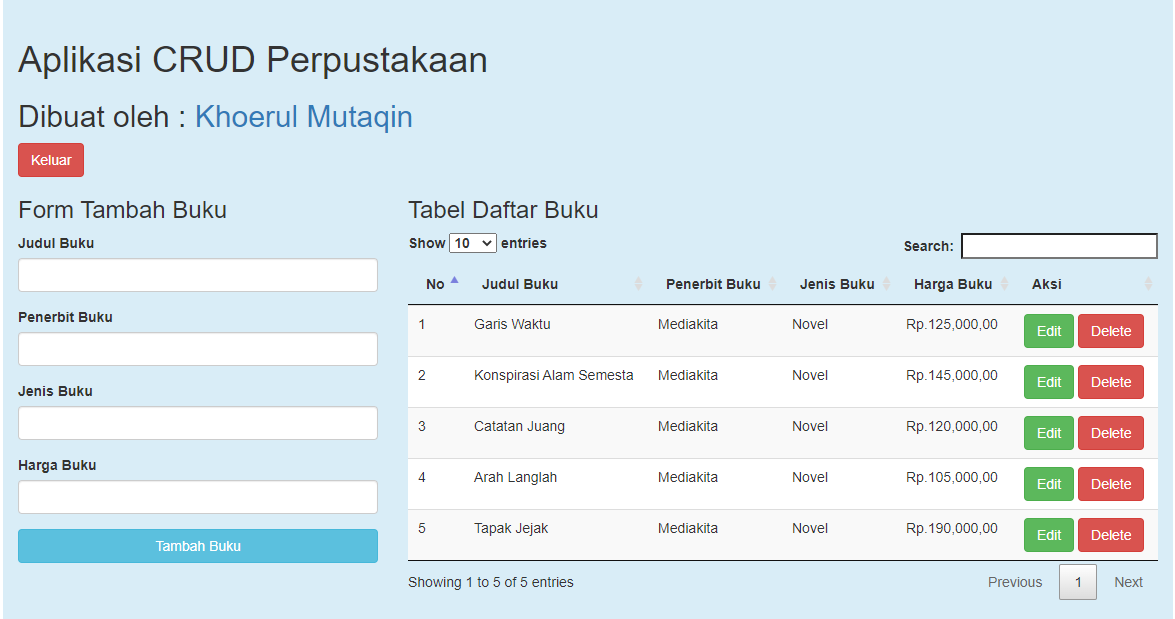 Aplikasi CRUD Perpustakaan
Dibuat oleh : Khoerul Mutaqin
Keluar
Form Tambah Buku
Judul Buku
Penerbit Buku
Jenis Buku
Harga Buku
Tambah Buku
Tabel Daftar Buku
Show 10 entries
Search:
No Judul Buku Penerbit Buku Jenis Buku Harga Buku Aksi
1 Garis Waktu Mediakita Novel Rp.125,000,00 Edit Delete
2 Konspirasi Alam Semesta Mediakita Novel Rp.145,000,00 Edit Delete
3 Catatan Juang Mediakita Novel Rp.120,000,00 Edit Delete
4 Arah Langlah Mediakita Novel Rp.105,000,00 Edit Delete
5 Tapak Jejak Mediakita Novel Rp.190,000,00 Edit Delete
Showing 1 to 5 of 5 entries
Previous 1 Next